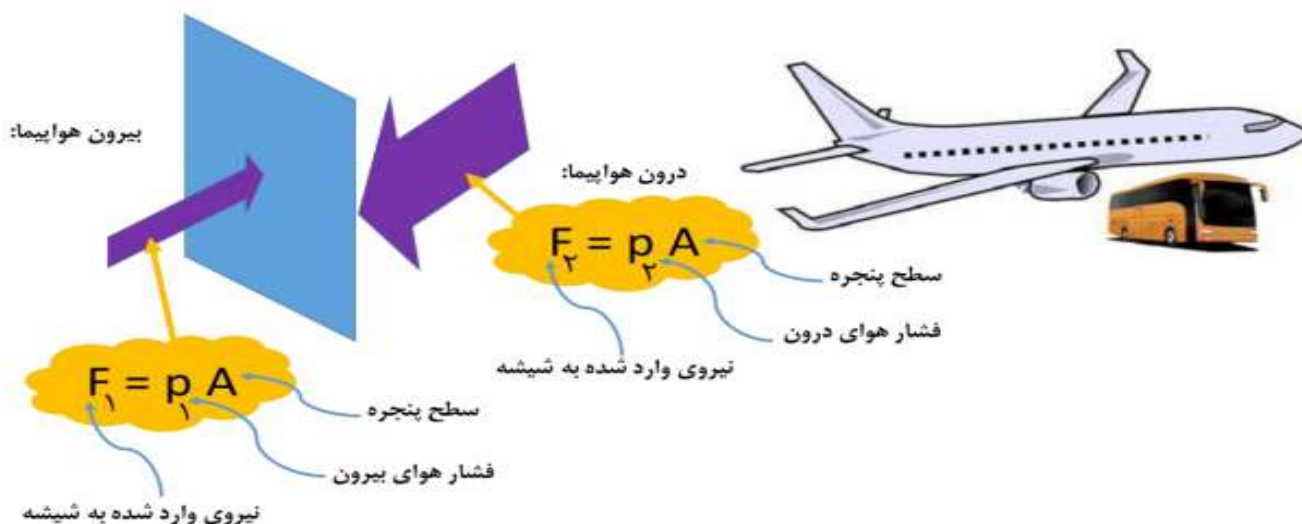 بیرون هواپیما:
درون هواپیما:
F۲ = p۲ A
سطح پنجره
فشار هوای درون
نیروی وارد شده به شیشه
F۱ = p۱ A
سطح پنجره
فشار هوای بیرون
نیروی وارد شده به شیشه